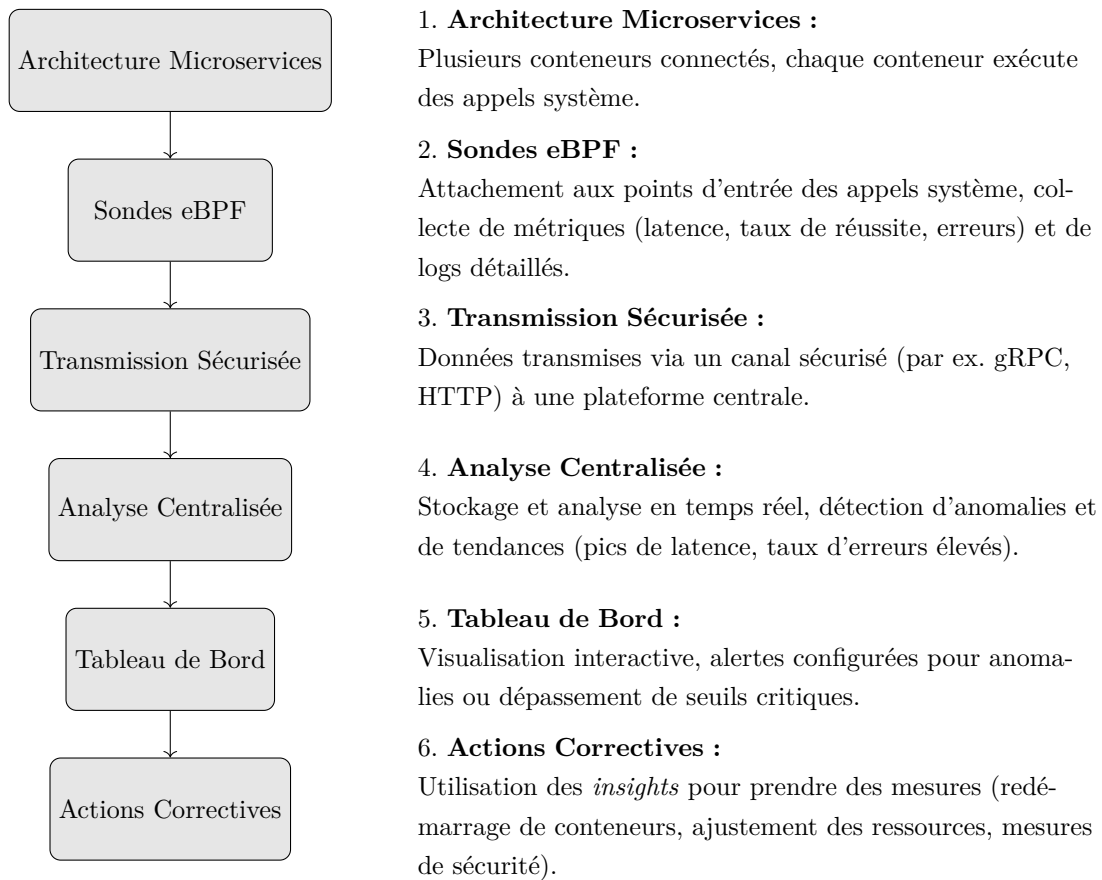 Architecture Microservices
1. Architecture Microservices :
Plusieurs conteneurs connectés, chaque conteneur exécute
des appels système.
Sondes eBPF
2. Sondes eBPF :
Attachement aux points d'entrée des appels système, col-
lecte de métriques (latence, taux de réussite, erreurs) et de
logs détaillés.
Transmission Sécurisée
3. Transmission Sécurisée :
Données transmises via un canal sécurisé (par ex. gRPC,
HTTP) à une plateforme centrale.
Analyse Centralisée
4. Analyse Centralisée :
Stockage et analyse en temps réel, détection d'anomalies et
de tendances (pics de latence, taux d'erreurs élevés).
Tableau de Bord
5. Tableau de Bord :
Visualisation interactive, alertes configurées pour anoma-
lies ou dépassement de seuils critiques.
Actions Correctives
6. Actions Correctives :
Utilisation des insights pour prendre des mesures (redé-
marrage de conteneurs, ajustement des ressources, mesures
de sécurité).